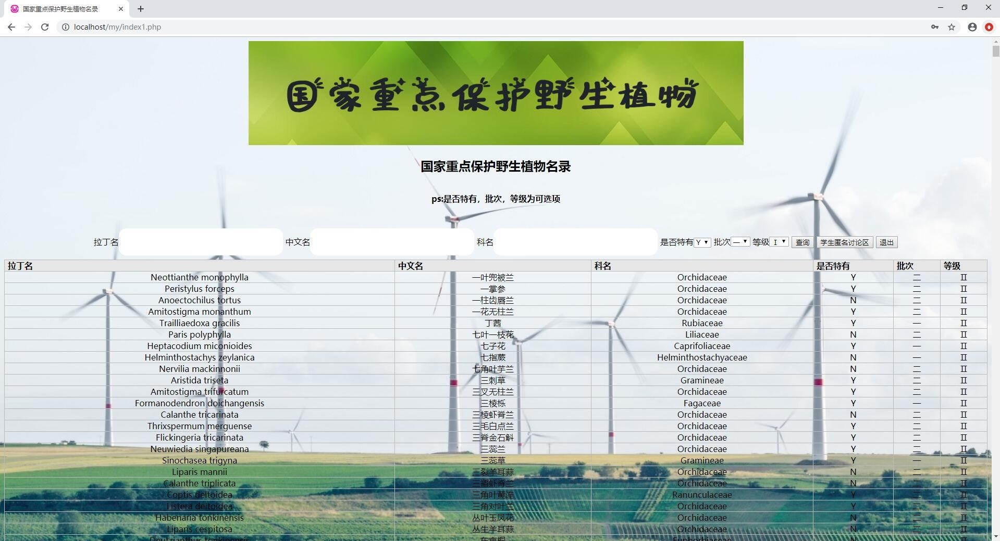 国家重点保护野生植物名录
localhost/my/index1.php
国家重点保护野生植物
国家重点保护野生植物名录
ps:是否特有，批次，等级为可选项
拉丁名 中文名 科名 是否特有 Y 批次 一 等级 I 查询 学生匿名讨论区 退出
拉丁名 中文名 科名 是否特有 批次 等级
Neottianthe monophylla 一叶兜被兰 Orchidaceae Y 二 II
Peristylus forceps 一掌参 Orchidaceae Y 二 II
Anoectochilus tortus 一柱齿唇兰 Orchidaceae N 二 II
Amitostigma monanthum 一花无柱兰 Orchidaceae Y 二 II
Trailliaedoxa gracilis 丁茜 Rubiaceae Y 一 II
Paris polyphylla 七叶一枝花 Liliaceae N 二 II
Heptacodium miconioides 七子花 Caprifoliaceae Y 一 II
Helminthostachys zeylanica 七指蕨 Helminthostachyaceae N 一 II
Nervilia mackinnonii 七角叶芋兰 Orchidaceae N 二 II
Aristida triseta 三刺草 Gramineae Y 二 II
Amitostigma trifurcatum 三叉无柱兰 Orchidaceae Y 二 II
Formanodendron doichangensis 三棱栎 Fagaceae Y 一 II
Calanthe tricarinata 三棱虾脊兰 Orchidaceae N 二 II
Thrixspermum merguense 三毛白点兰 Orchidaceae Y 二 II
Flickingeria tricarinata 三脊金石斛 Orchidaceae Y 二 II
Neuwiedia singapureana 三蕊兰 Orchidaceae Y 二 II
Sinochasea trigyna 三蕊草 Gramineae Y 一 II
Liparis mannii 三裂羊耳蒜 Orchidaceae N 二 II
Calanthe triplicata 三褶虾脊兰 Orchidaceae N 二 II
Coptis deltoidea 三角叶黄连 Ranunculaceae Y 二 II
Listera deltoidea 三角对叶兰 Orchidaceae Y 二 II
Habenaria tonkinensis 丛叶玉凤花 Orchidaceae N 二 II
Liparis cespitosa 丛生羊耳蒜 Orchidaceae N 二 II
Deutzianthus tonkinensis 东京桐 Euphorbiaceae N